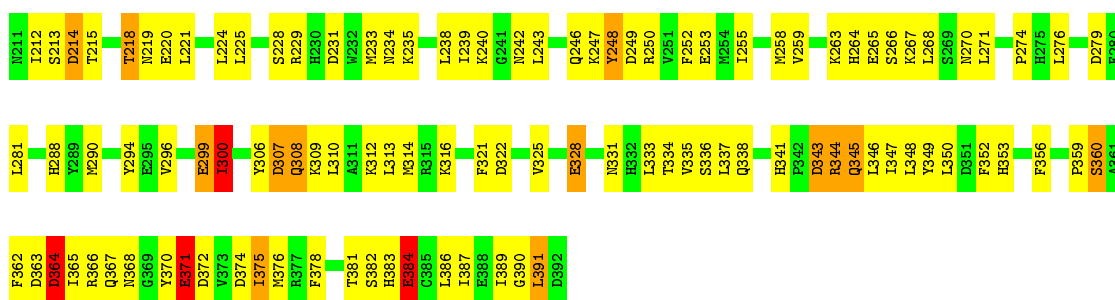 N211 I212 S213 D214 T215 T218 N219 E220 L221 L224 L225 S228 R229 H230 D231 W232 M233 N234 K235 L238 I239 K240 G241 N242 L243 Q246 K247 Y248 D249 R250 V251 F252 E253 M254 I255 M258 V259 K263 H264 E265 S266 K267 L268 S269 N270 L271 P274 H275 L276 D279 E280
L281 H288 Y289 M290 Y294 E295 V296 E299 I300 Y306 D307 Q308 K309 L310 A311 K312 L313 M314 R315 K316 F321 D322 V325 E328 N331 H332 L333 T334 V335 S336 L337 Q338 H341 P342 D343 R344 Q345 L346 I347 L348 Y349 L350 D351 F352 H353 F356 P359 S360 A361
F362 D363 D364 I365 R366 Q367 N368 G369 Y370 E371 D372 V373 D374 I375 M376 R377 F378 T381 S382 H383 E384 C385 L386 I387 E388 I389 G390 L391 D392